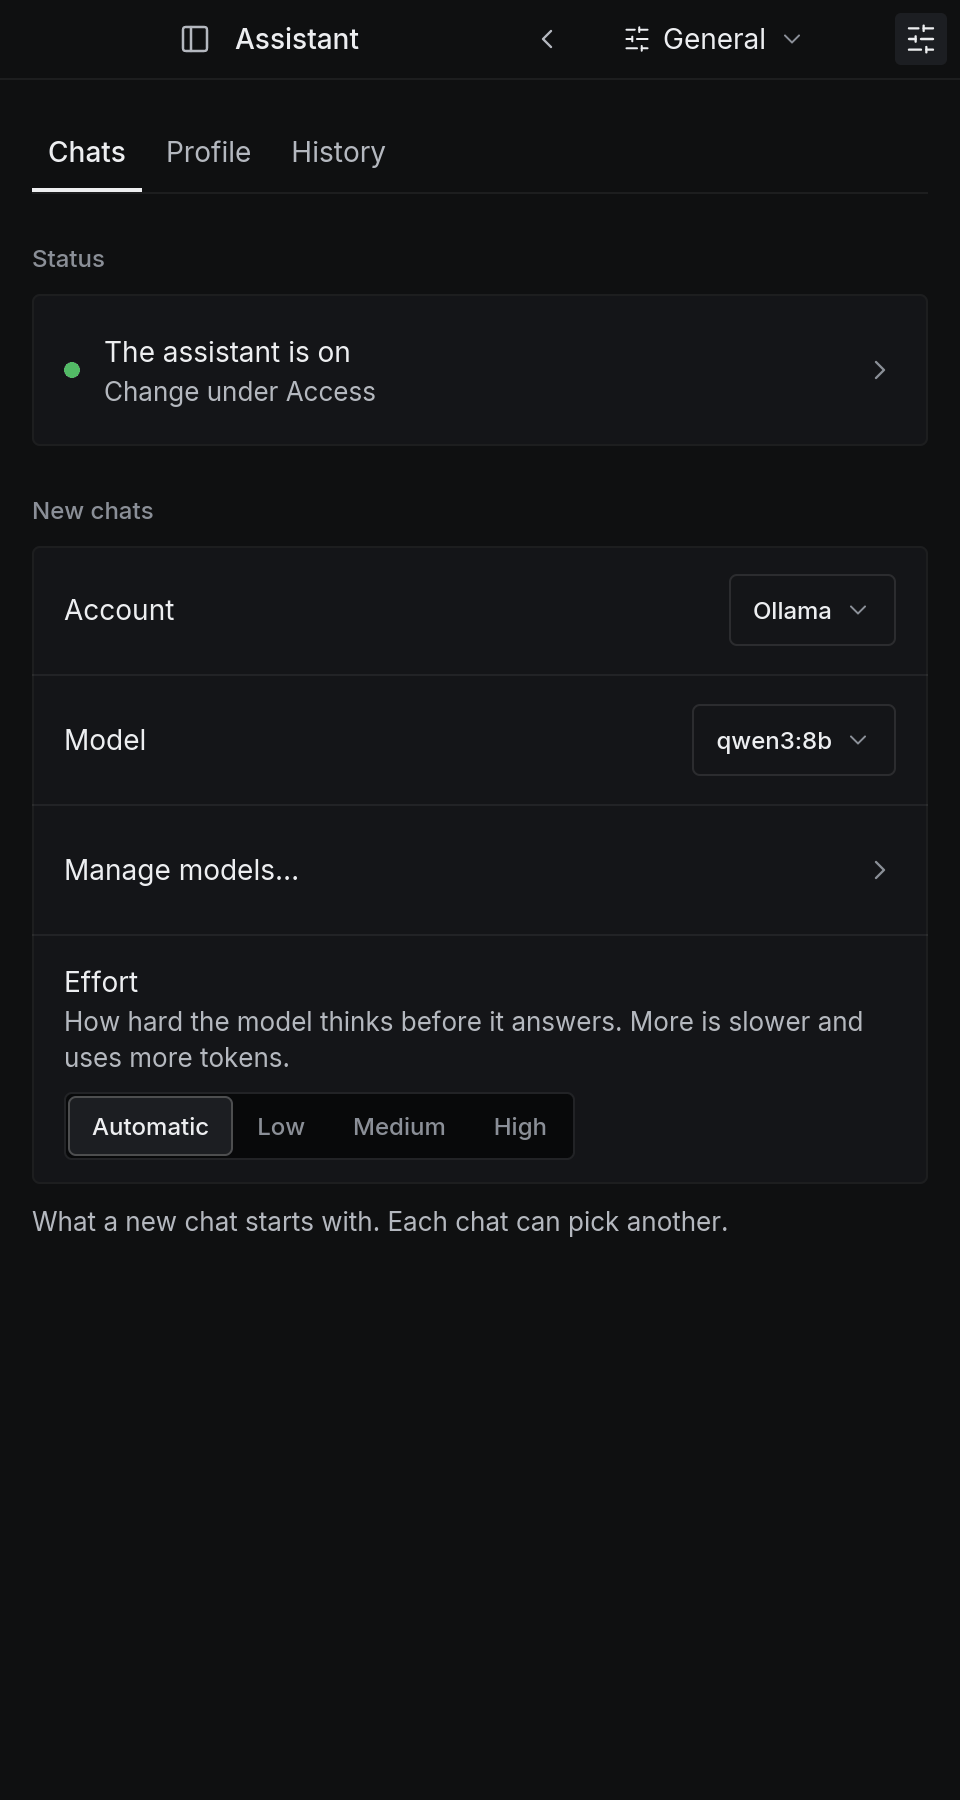 Assistant
General
Chats
Profile
History
Status
The assistant is on
Change under Access
New chats
Account
Ollama
Model
qwen3:8b
Manage models...
Effort
How hard the model thinks before it answers. More is slower and
uses more tokens.
Automatic
Low
Medium
High
What a new chat starts with. Each chat can pick another.